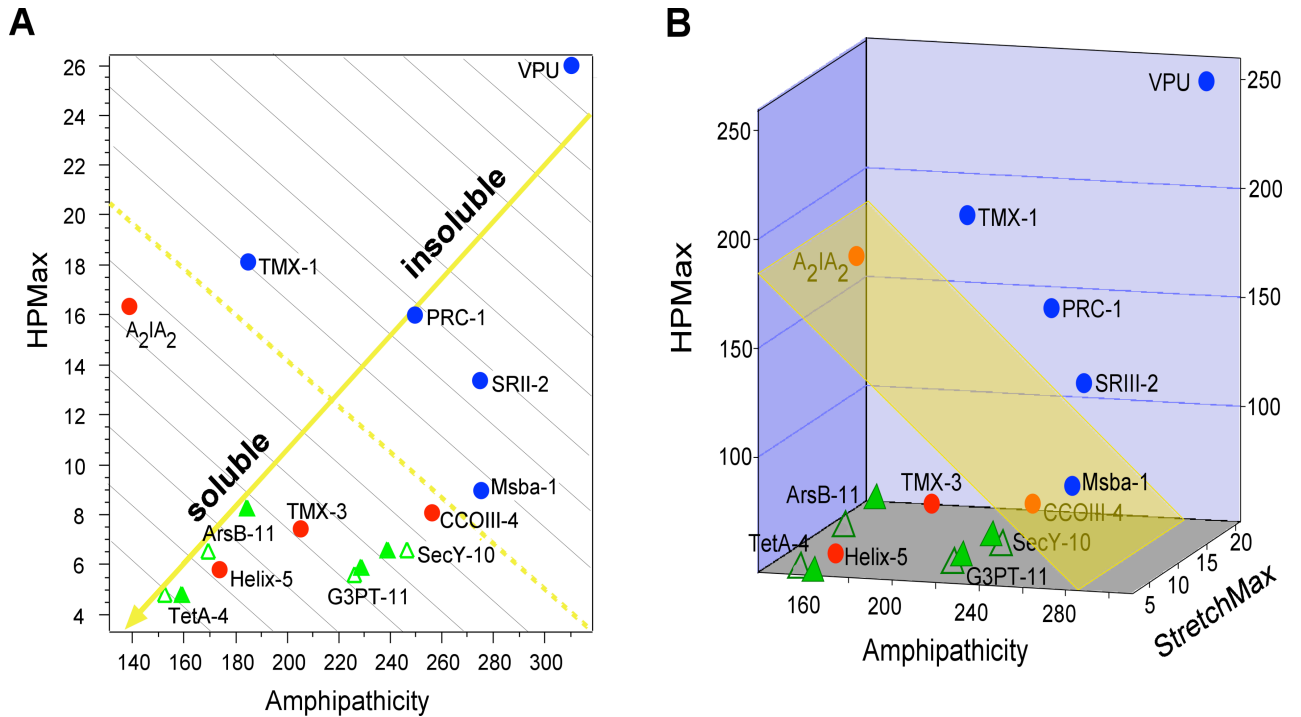 A
26
24
22
20
18
16
14
12
10
8
6
4
HPMax
VPU
insoluble
TMX-1
A2IA2
PRC-1
SRII-2
soluble
Msba-1
ArsB-11
TMX-3
CCOIII-4
SecY-10
Helix-5
G3PT-11
TetA-4
140 160 180 200 220 240 260 280 300
Amphipathicity
B
250
200
150
100
HPMax
VPU
250
TMX-1
200
A2IA2
PRC-1
150
SRIII-2
100
ArsB-11
TMX-3
Msba-1
CCOIII-4
TetA-4
Helix-5
SecY-10
G3PT-11
160 200 240 280
Amphipathicity
5 10 15 20
StretchMax